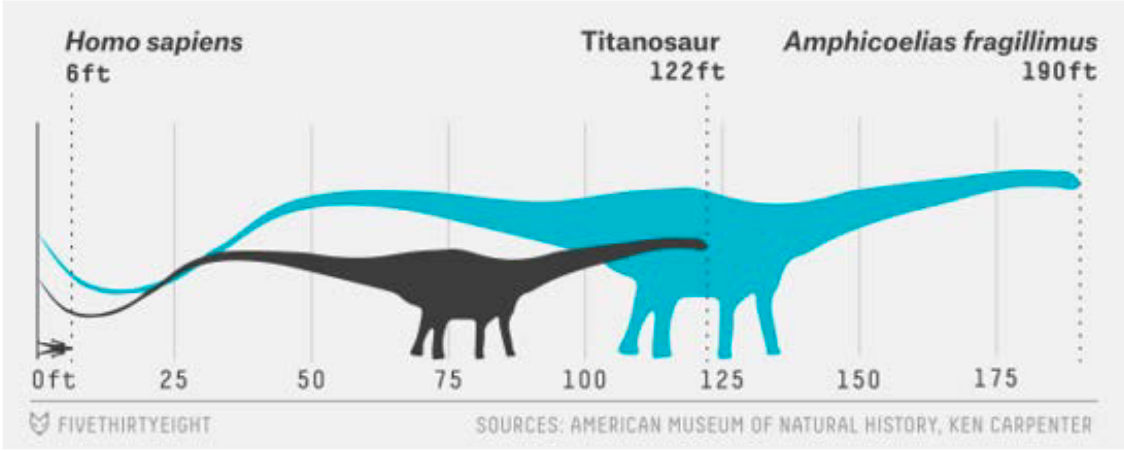 Homo sapiens
6ft
Titanosaur
122ft
Amphicoelias fragillimus
190ft
0ft 25 50 75 100 125 150 175
FIVETHIRTYEIGHT
SOURCES: AMERICAN MUSEUM OF NATURAL HISTORY, KEN CARPENTER